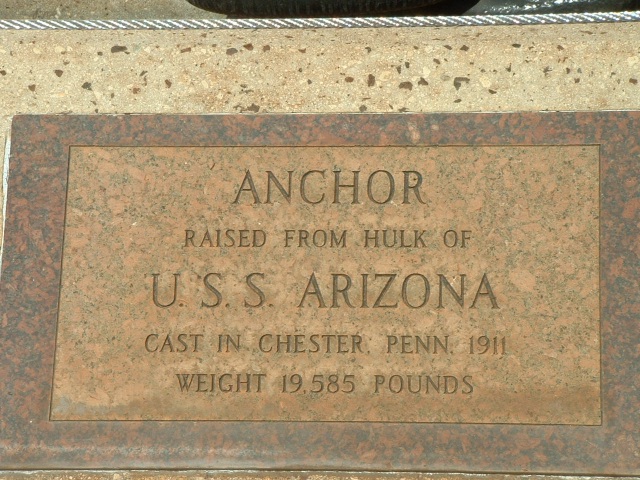 ANCHOR
RAISED FROM HULK OF
U.S.S. ARIZONA
CAST IN CHESTER, PENN. 1911
WEIGHT 19,585 POUNDS